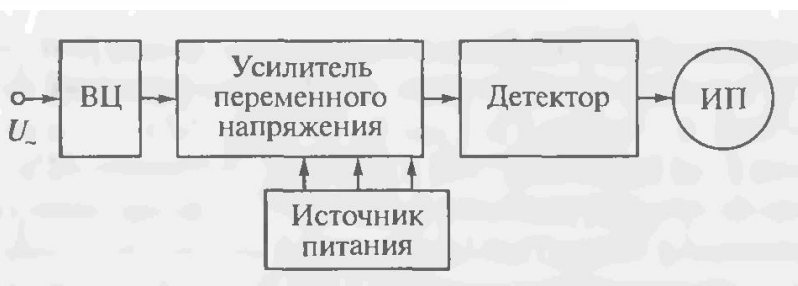 U~
ВЦ
Усилитель
переменного
напряжения
Детектор
ИП
Источник
питания